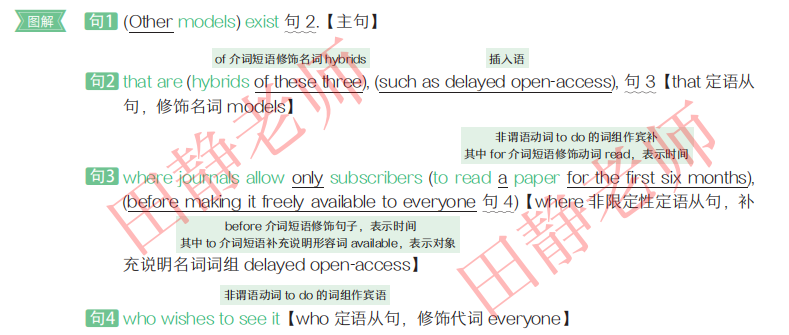 图解 句1 (Other models) exist 句 2.【主句】
of 介词短语修饰名词 hybrids 插入语
句2 that are (hybrids of these three), (such as delayed open-access), 句 3【that 定语从
句，修饰名词 models】
非谓语动词 to do 的词组作宾补
其中 for 介词短语修饰动词 read，表示时间
句3 where journals allow only subscribers (to read a paper for the first six months),
(before making it freely available to everyone 句 4)【where 非限定性定语从句，补
before 介词短语修饰句子，表示时间
其中 to 介词短语补充说明形容词 available，表示对象
充说明名词词组 delayed open-access】
非谓语动词 to do 的词组作宾语
句4 who wishes to see it【who 定语从句，修饰代词 everyone】
田静老师
田静老师